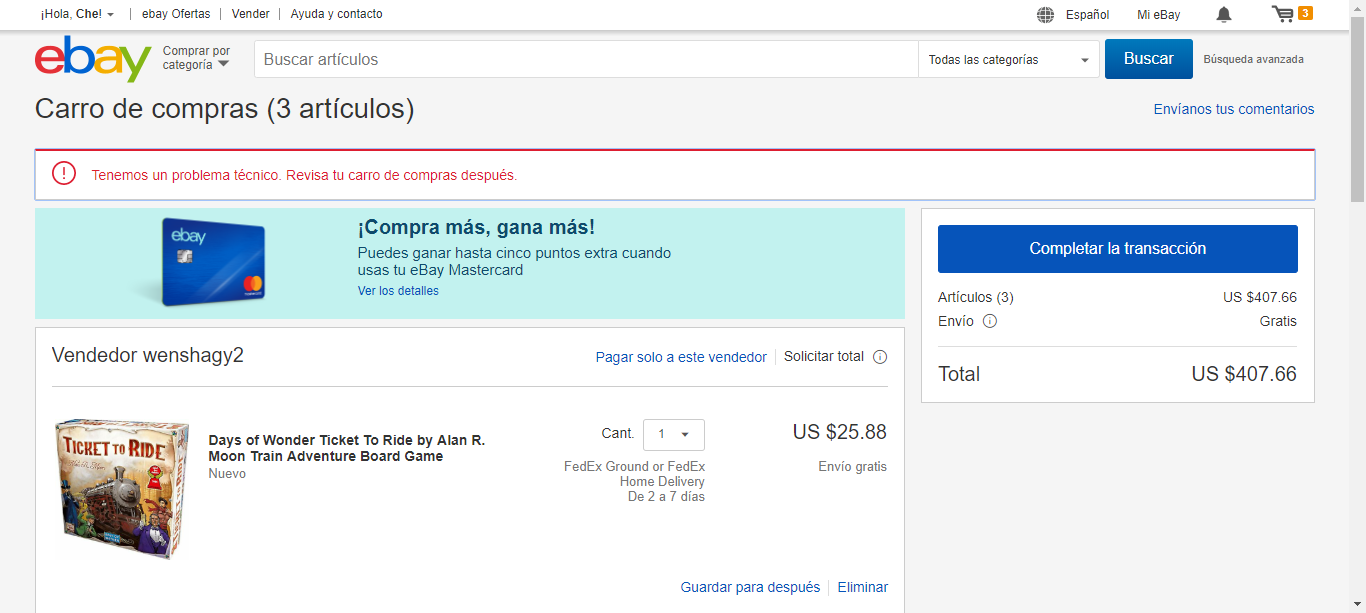 ¡Hola, Che!
ebay Ofertas
Vender
Ayuda y contacto
Español
Mi eBay
3
ebay
Comprar por
categoría
Buscar artículos
Todas las categorías
Buscar
Búsqueda avanzada
Carro de compras (3 artículos)
Envíanos tus comentarios
Tenemos un problema técnico. Revisa tu carro de compras después.
ebay
¡Compra más, gana más!
Puedes ganar hasta cinco puntos extra cuando
usas tu eBay Mastercard
Ver los detalles
Completar la transacción
Artículos (3) US $407.66
Envío Gratis
Total US $407.66
Vendedor wenshagy2
Pagar solo a este vendedor
Solicitar total
TICKET TO RIDE
Days of Wonder Ticket To Ride by Alan R.
Moon Train Adventure Board Game
Nuevo
Cant. 1
US $25.88
FedEx Ground or FedEx
Home Delivery
De 2 a 7 días
Envío gratis
Guardar para después
Eliminar